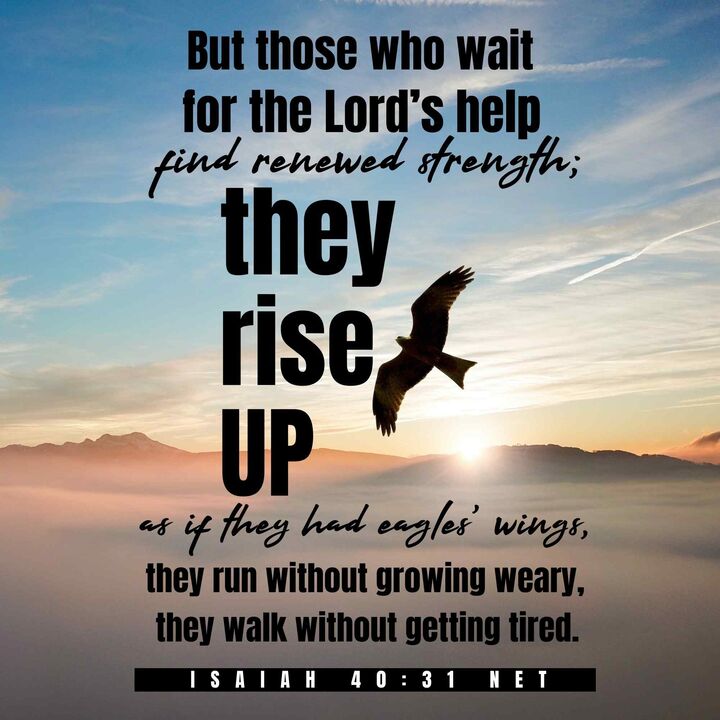 But those who wait
for the Lord’s help
find renewed strength;
they
rise
UP
as if they had eagles’ wings,
they run without growing weary,
they walk without getting tired.
ISAIAH 40:31 NET